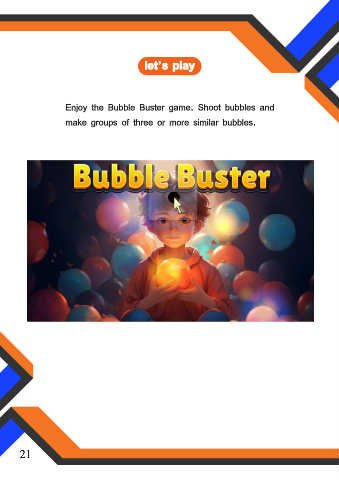 let's play
Enjoy the Bubble Buster game. Shoot bubbles and
make groups of three or more similar bubbles.
Bubble Buster
21